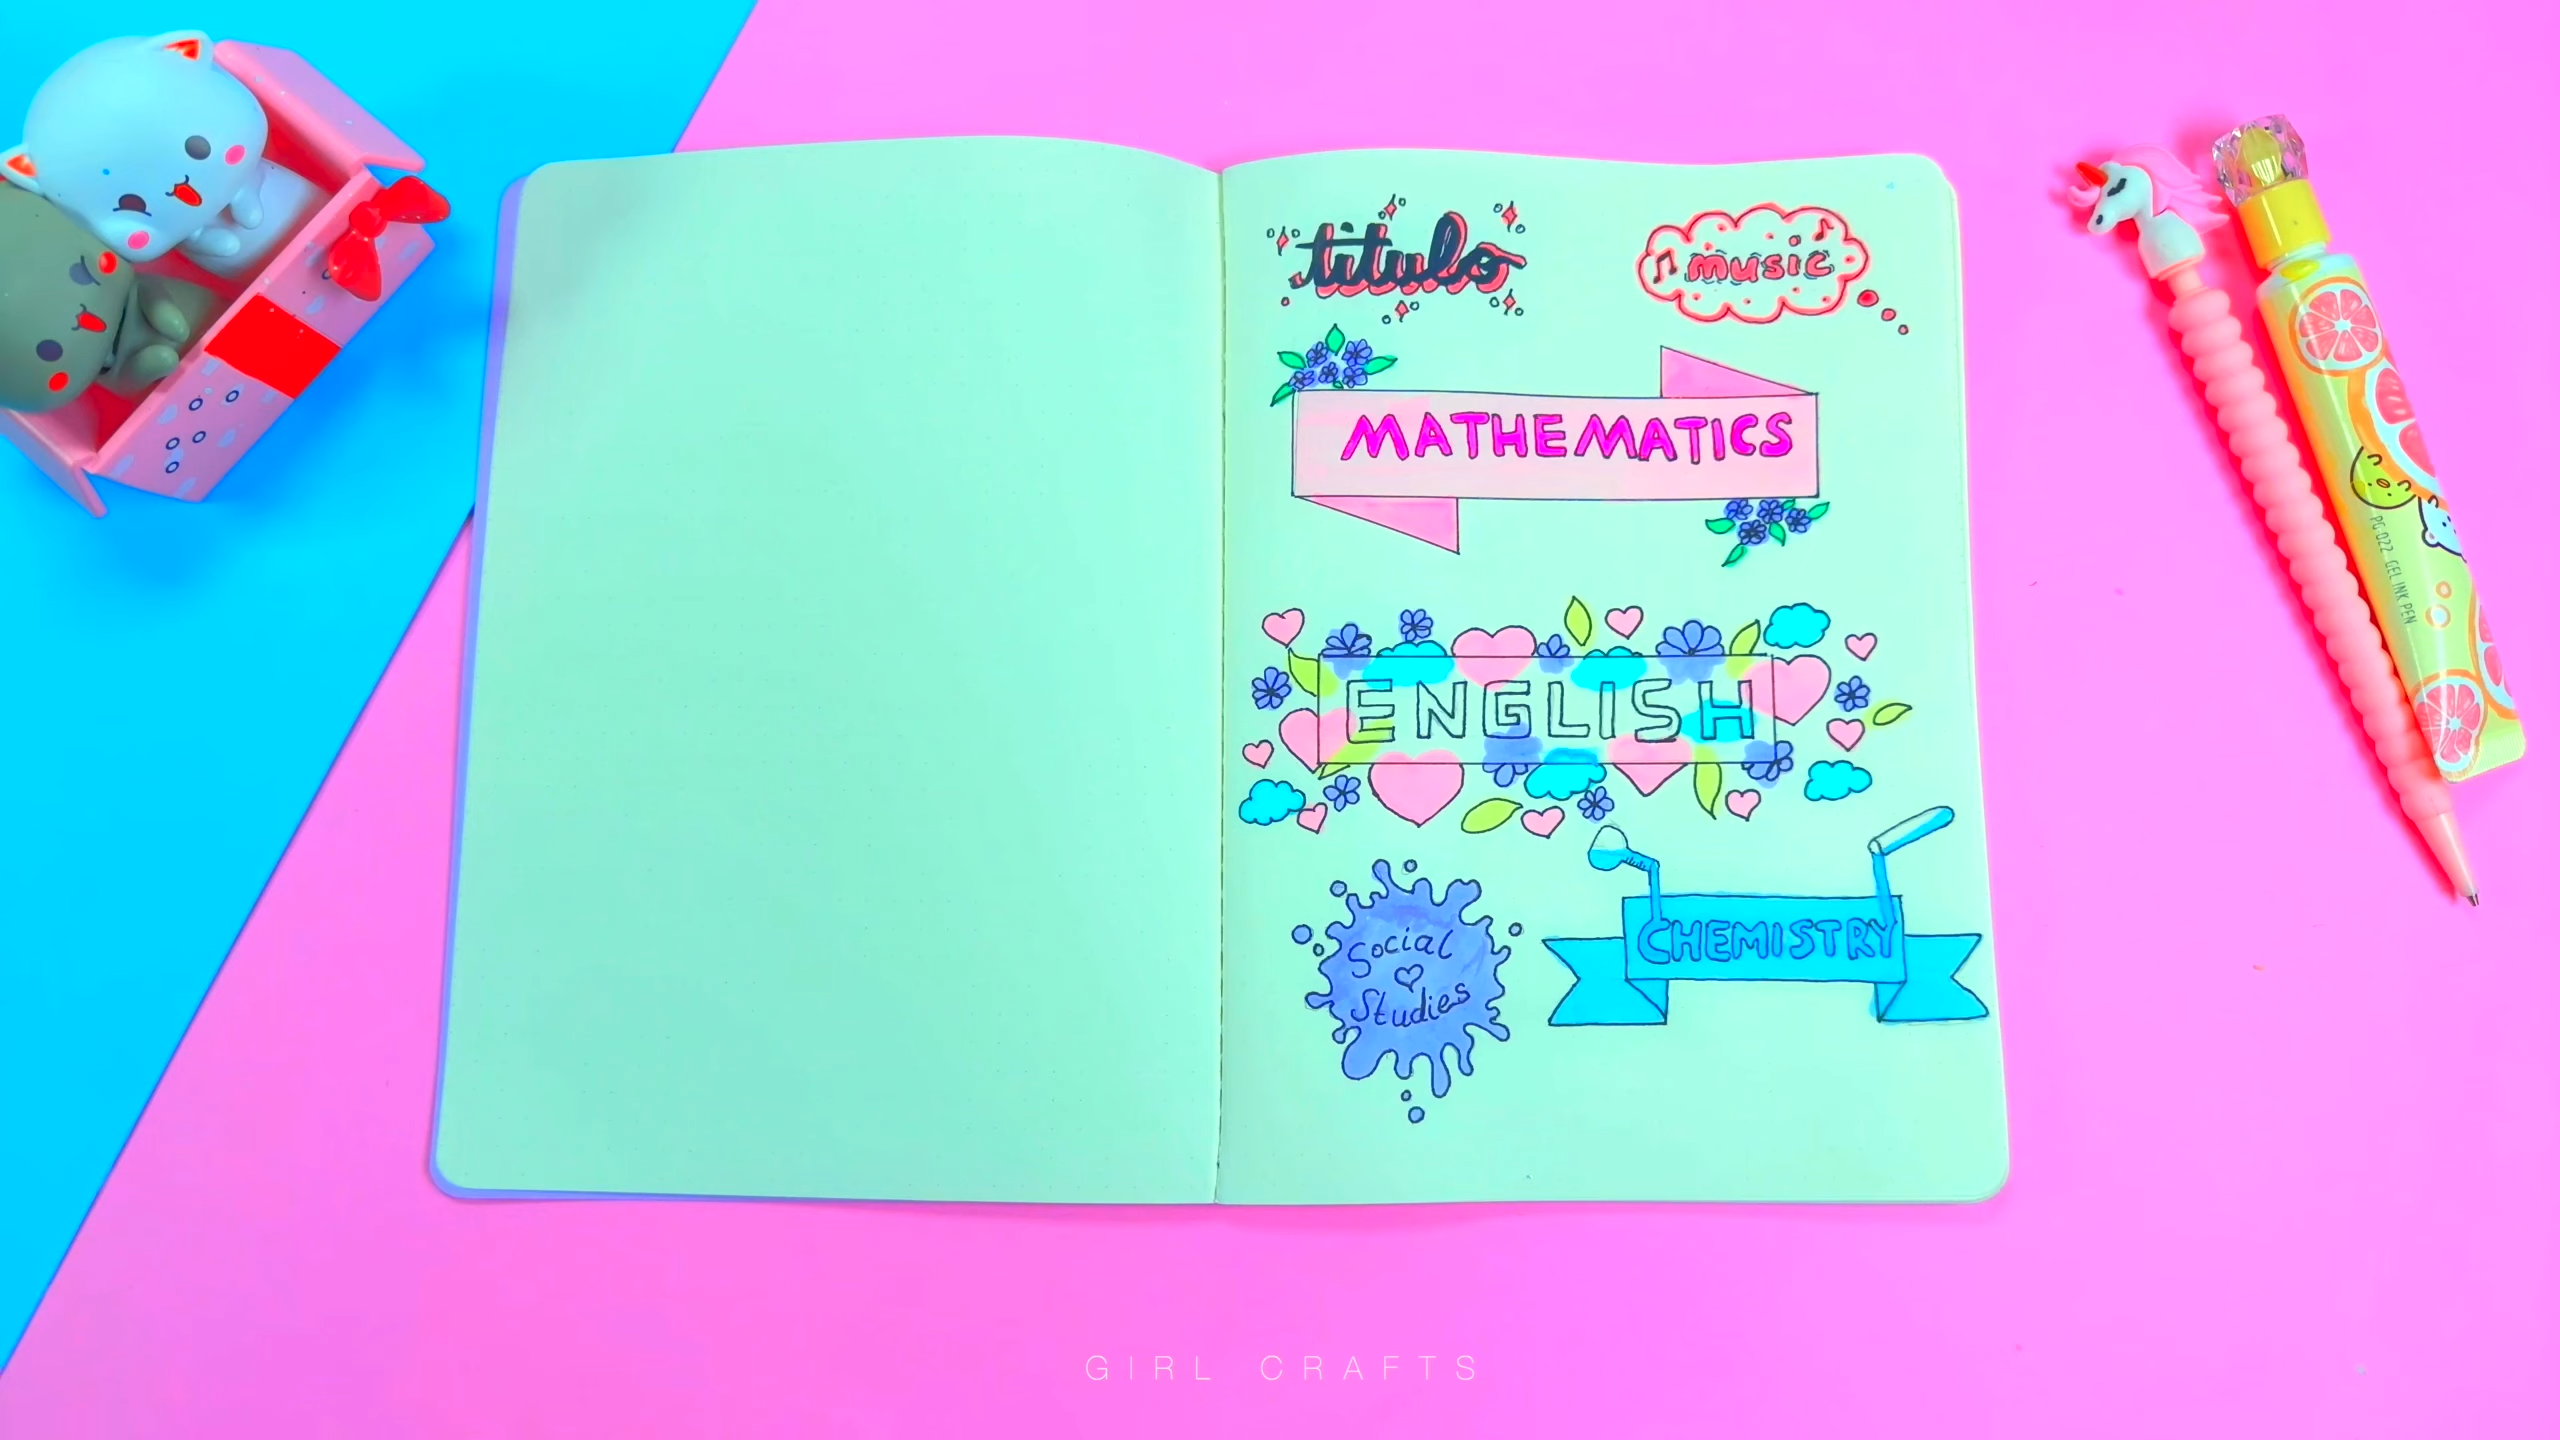 titulo
music
MATHEMATICS
ENGLISH
Social
Studies
CHEMISTRY
PG-022 GEL INK PEN
GIRL CRAFTS